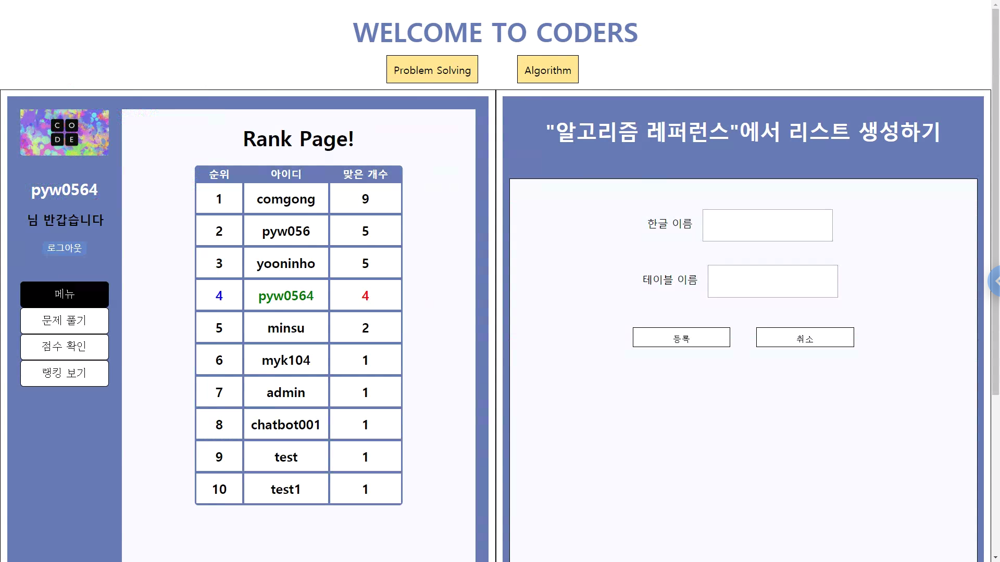 WELCOME TO CODERS
Problem Solving
Algorithm
C O
D E
pyw0564
님 반갑습니다
로그아웃
메뉴
문제 풀기
점수 확인
랭킹 보기
Rank Page!
순위 아이디 맞은 개수
1 comgong 9
2 pyw056 5
3 yooninho 5
4 pyw0564 4
5 minsu 2
6 myk104 1
7 admin 1
8 chatbot001 1
9 test 1
10 test1 1
"알고리즘 레퍼런스"에서 리스트 생성하기
한글 이름
테이블 이름
등록
취소